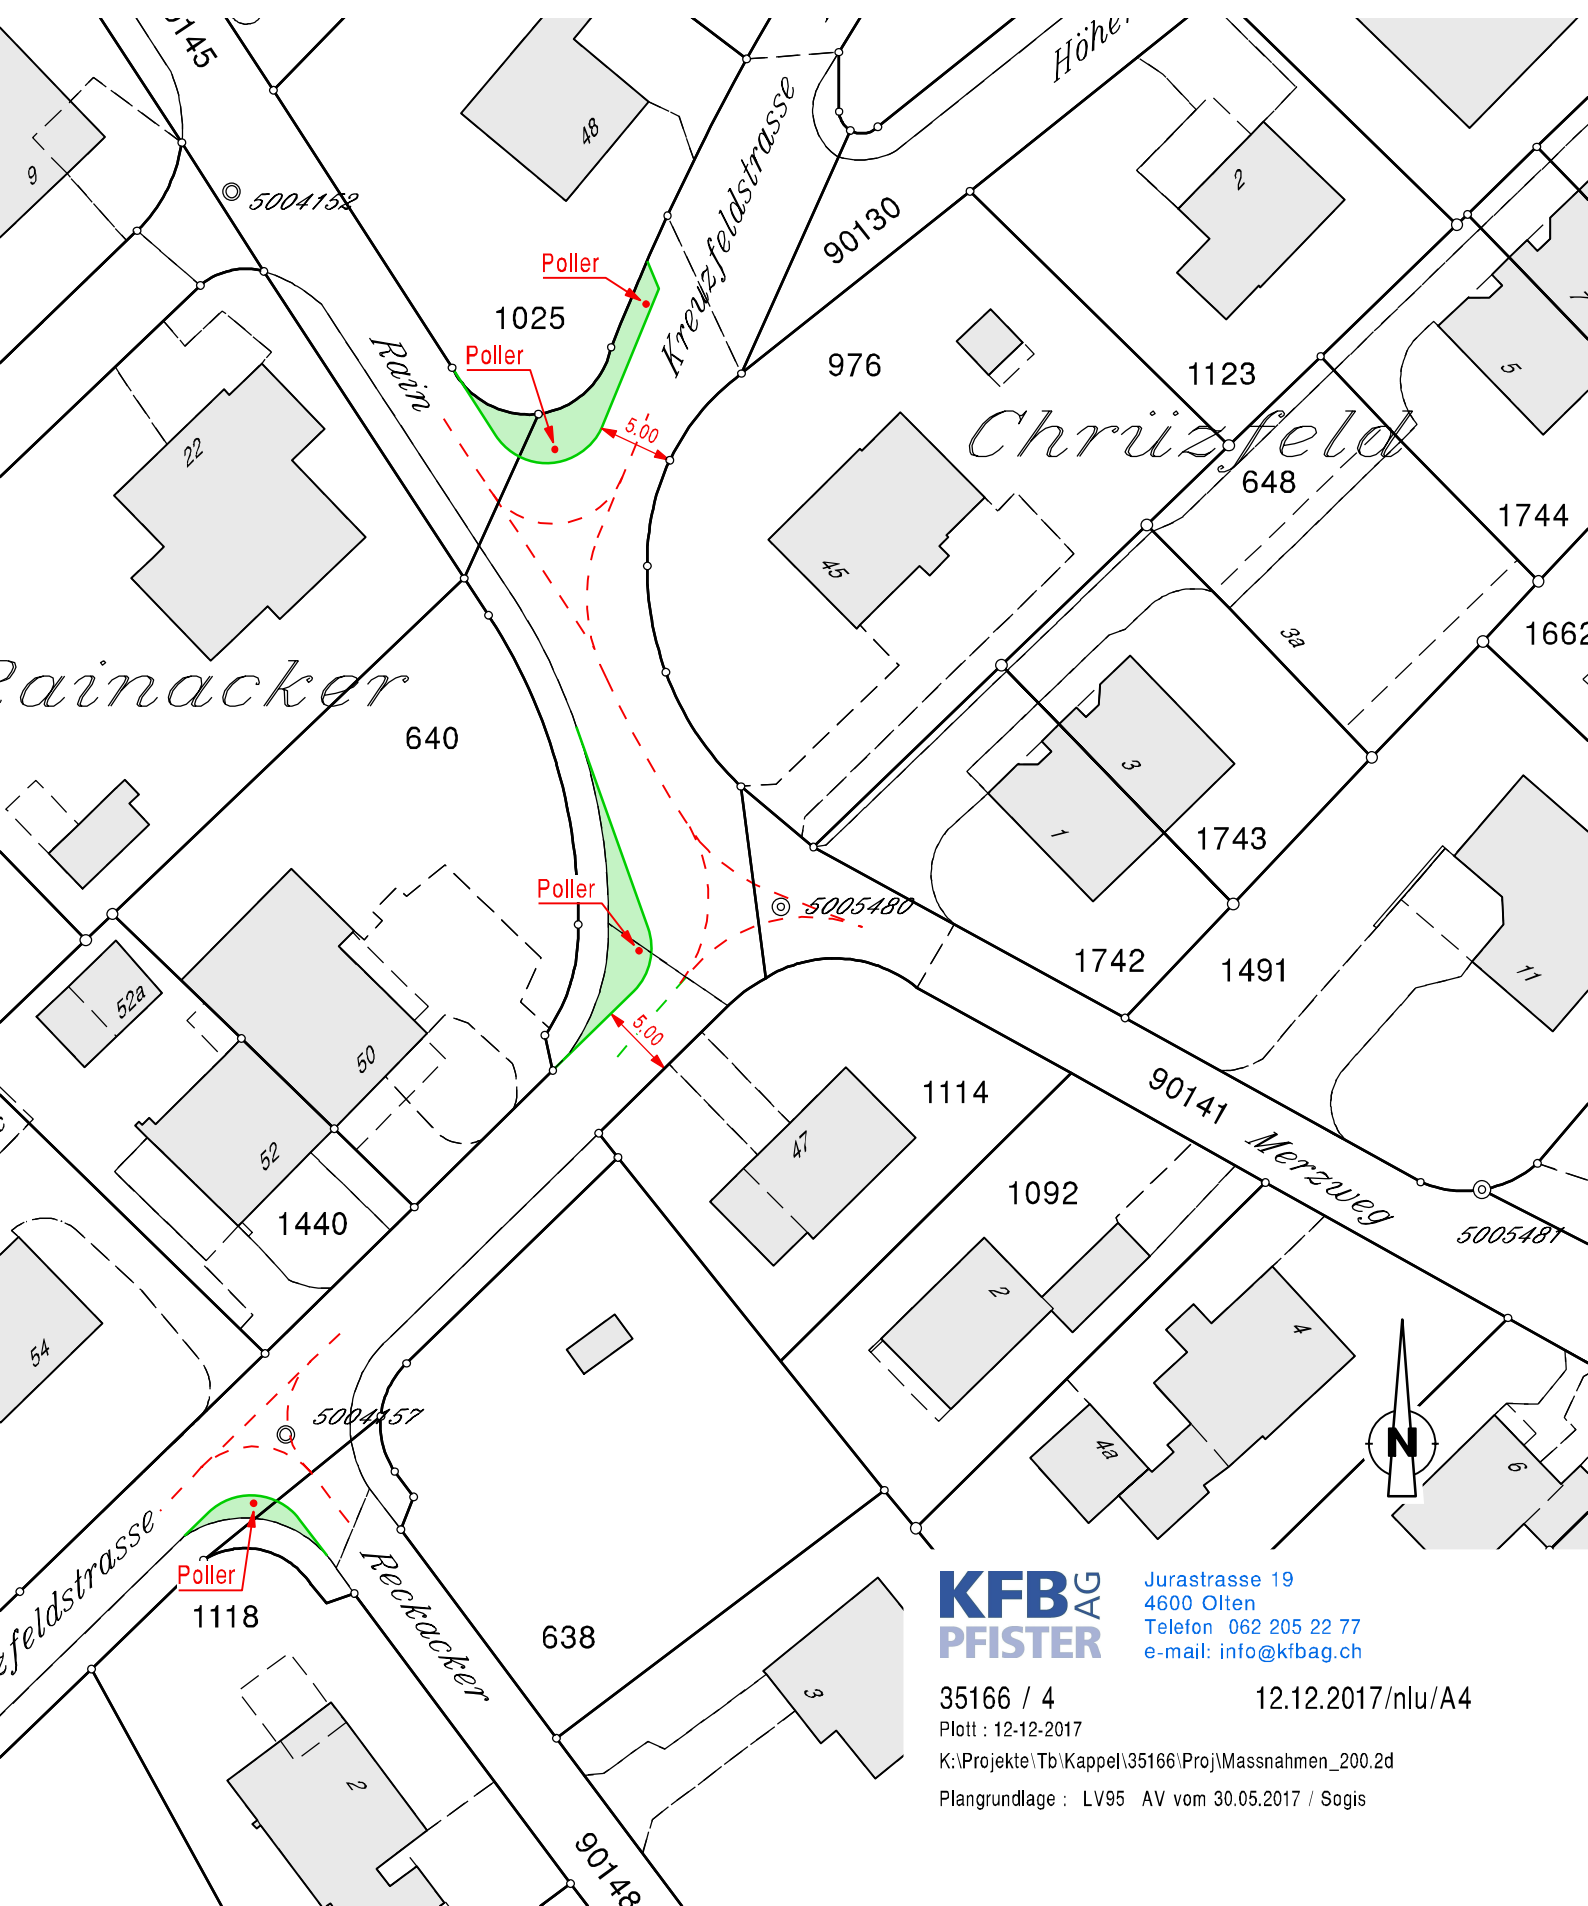 Kreuzfeldstrasse
48
9
5004152
Poller
90130
2
1025
Rain
Poller
976
1123
5
Chrüzfeld
5.00
22
648
1744
45
3a
Rainacker
640
3
1
1743
Poller
5005480
1742
1491
11
52a
5.00
50
1114
90141
47
52
Merzweg
1092
1440
5005481
2
4
54
5004157
4a
N
6
Poller
Reckacker
1118
638
3
2
90148
KFB AG
PFISTER
Jurastrasse 19
4600 Olten
Telefon 062 205 22 77
e-mail: info@kfbag.ch
35166 / 4
12.12.2017/nlu/A4
Plott : 12-12-2017
K:\Projekte\Tb\Kappel\35166\Proj\Massnahmen_200.2d
Plangrundlage : LV95 AV vom 30.05.2017 / Sogis